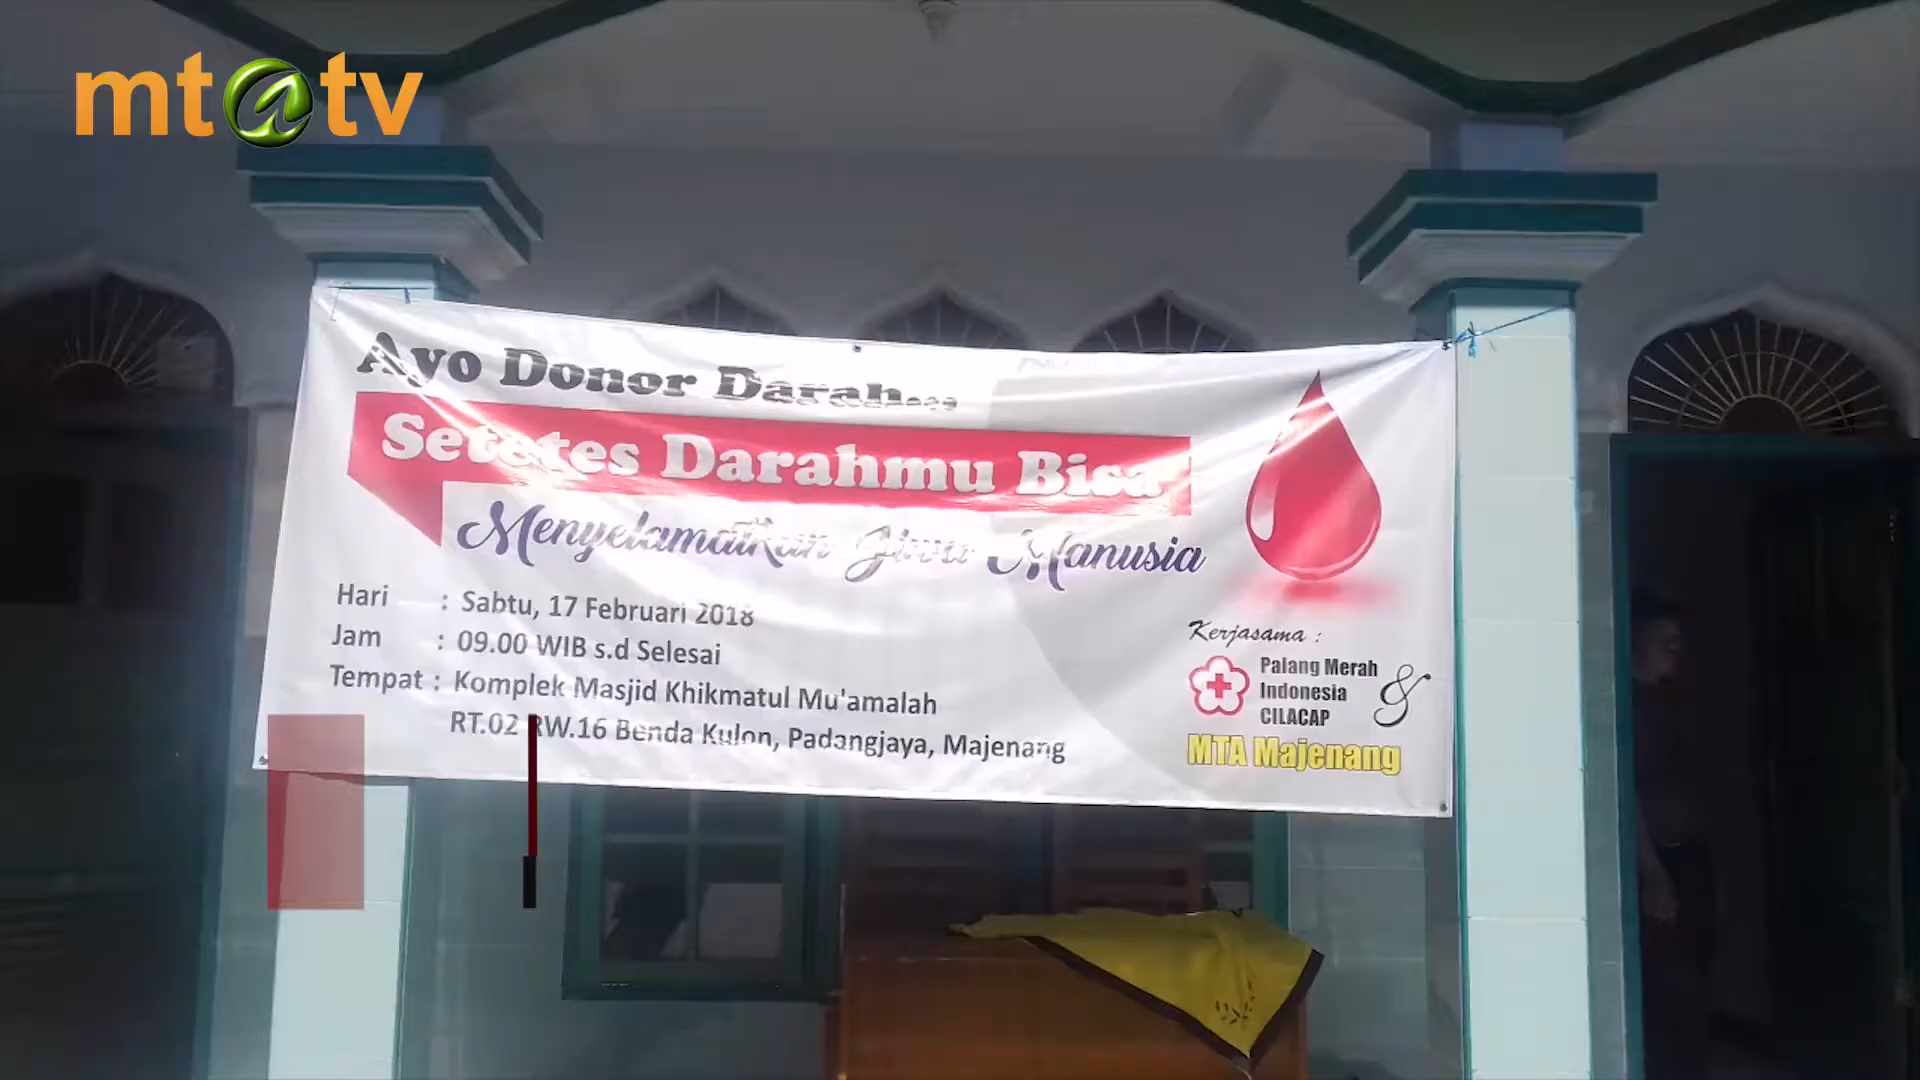 mt@tv
Ayo Donor Darah...
Setetes Darahmu Bisa
Menyelamatkan Jiwa Manusia
Hari : Sabtu, 17 Februari 2018
Jam : 09.00 WIB s.d Selesai
Tempat : Komplek Masjid Khikmatul Mu'amalah
RT.02 RW.16 Benda Kulon, Padangjaya, Majenang
Kerjasama :
Palang Merah
Indonesia
CILACAP
&
MTA Majenang